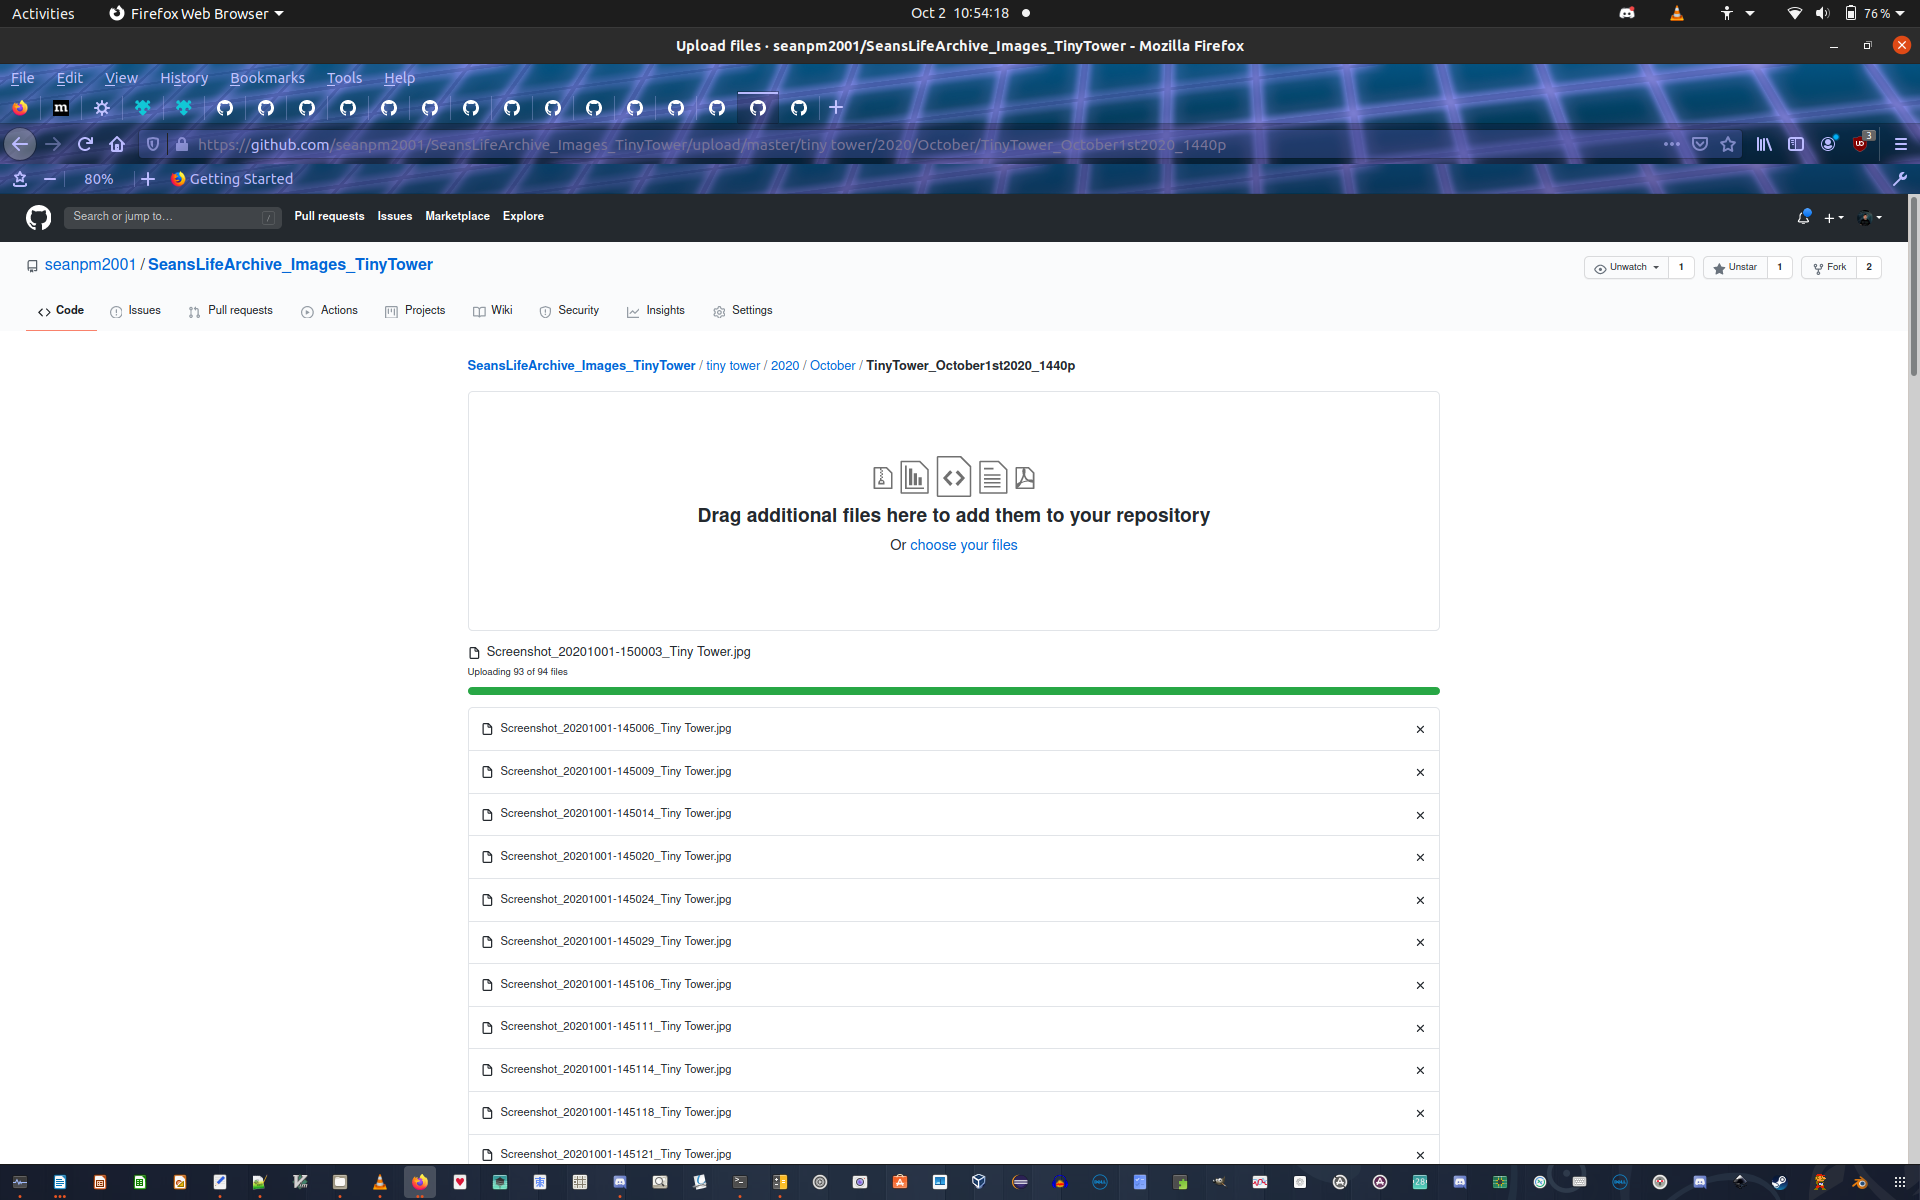 Activities Firefox Web Browser Oct 2 10:54:18 76%
Upload files · seanpm2001/SeansLifeArchive_Images_TinyTower - Mozilla Firefox
File Edit View History Bookmarks Tools Help
m
https://github.com/seanpm2001/SeansLifeArchive_Images_TinyTower/upload/master/tiny tower/2020/October/TinyTower_October1st2020_1440p 3
80% Getting Started
Search or jump to… / Pull requests Issues Marketplace Explore
seanpm2001 / SeansLifeArchive_Images_TinyTower Unwatch 1 Unstar 1 Fork 2
Code Issues Pull requests Actions Projects Wiki Security Insights Settings
SeansLifeArchive_Images_TinyTower / tiny tower / 2020 / October / TinyTower_October1st2020_1440p
Drag additional files here to add them to your repository
Or choose your files
Screenshot_20201001-150003_Tiny Tower.jpg
Uploading 93 of 94 files
Screenshot_20201001-145006_Tiny Tower.jpg
Screenshot_20201001-145009_Tiny Tower.jpg
Screenshot_20201001-145014_Tiny Tower.jpg
Screenshot_20201001-145020_Tiny Tower.jpg
Screenshot_20201001-145024_Tiny Tower.jpg
Screenshot_20201001-145029_Tiny Tower.jpg
Screenshot_20201001-145106_Tiny Tower.jpg
Screenshot_20201001-145111_Tiny Tower.jpg
Screenshot_20201001-145114_Tiny Tower.jpg
Screenshot_20201001-145118_Tiny Tower.jpg
Screenshot_20201001-145121_Tiny Tower.jpg